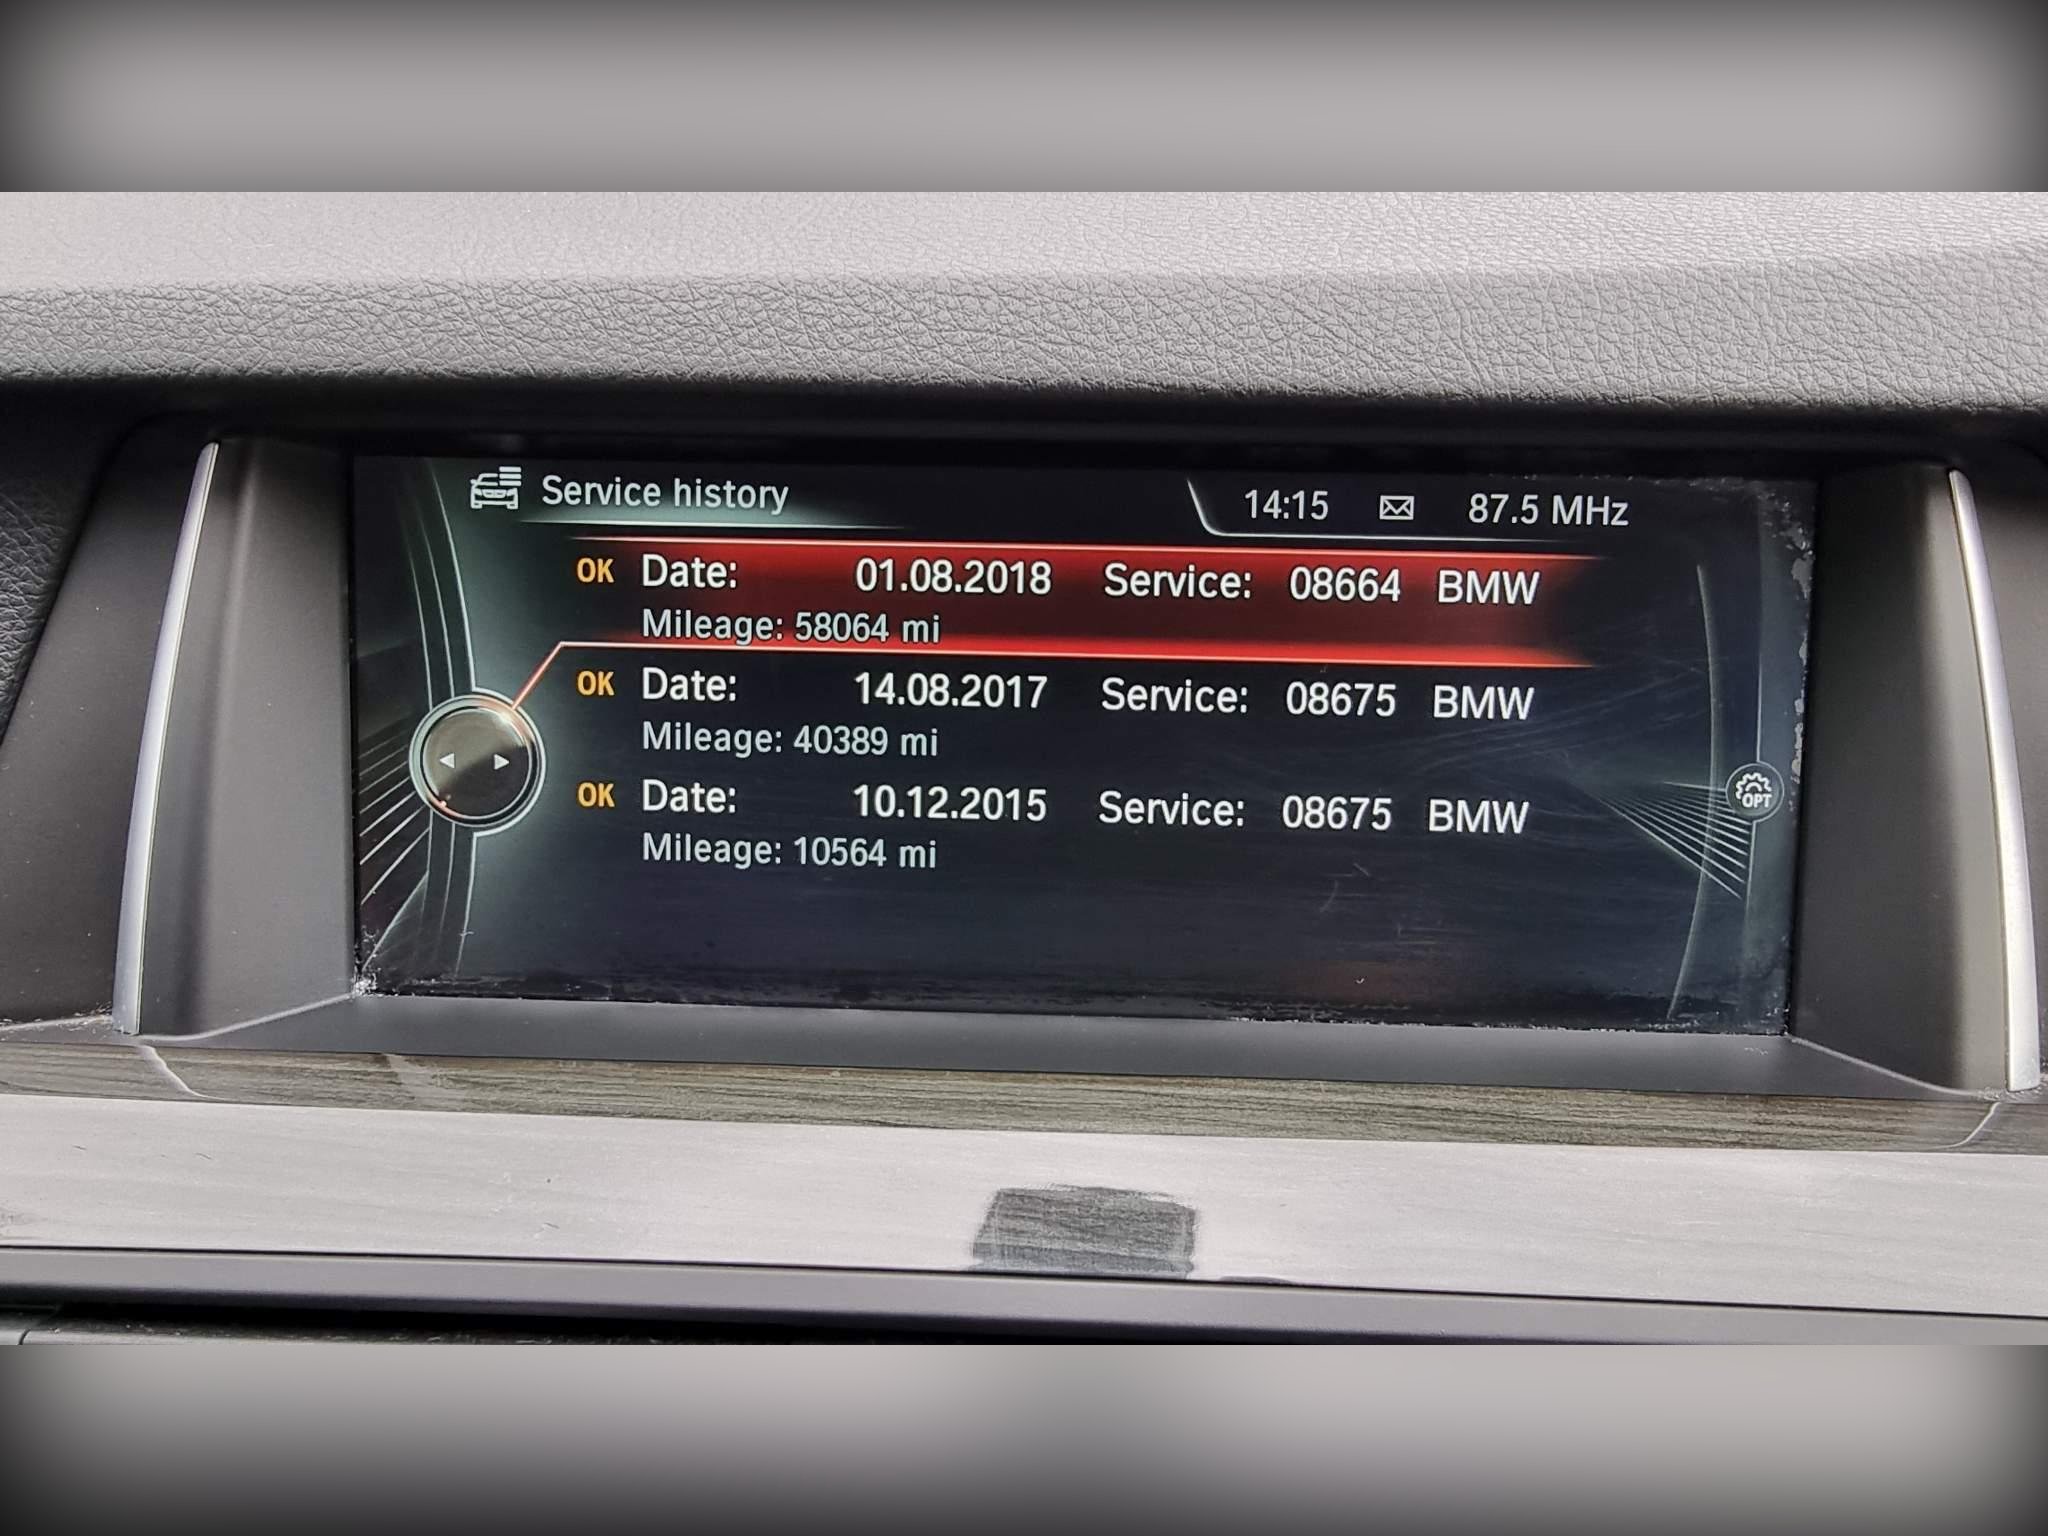 Service history 14:15 87.5 MHz
OK Date: 01.08.2018 Service: 08664 BMW
Mileage: 58064 mi
OK Date: 14.08.2017 Service: 08675 BMW
Mileage: 40389 mi
OK Date: 10.12.2015 Service: 08675 BMW
Mileage: 10564 mi
OPT